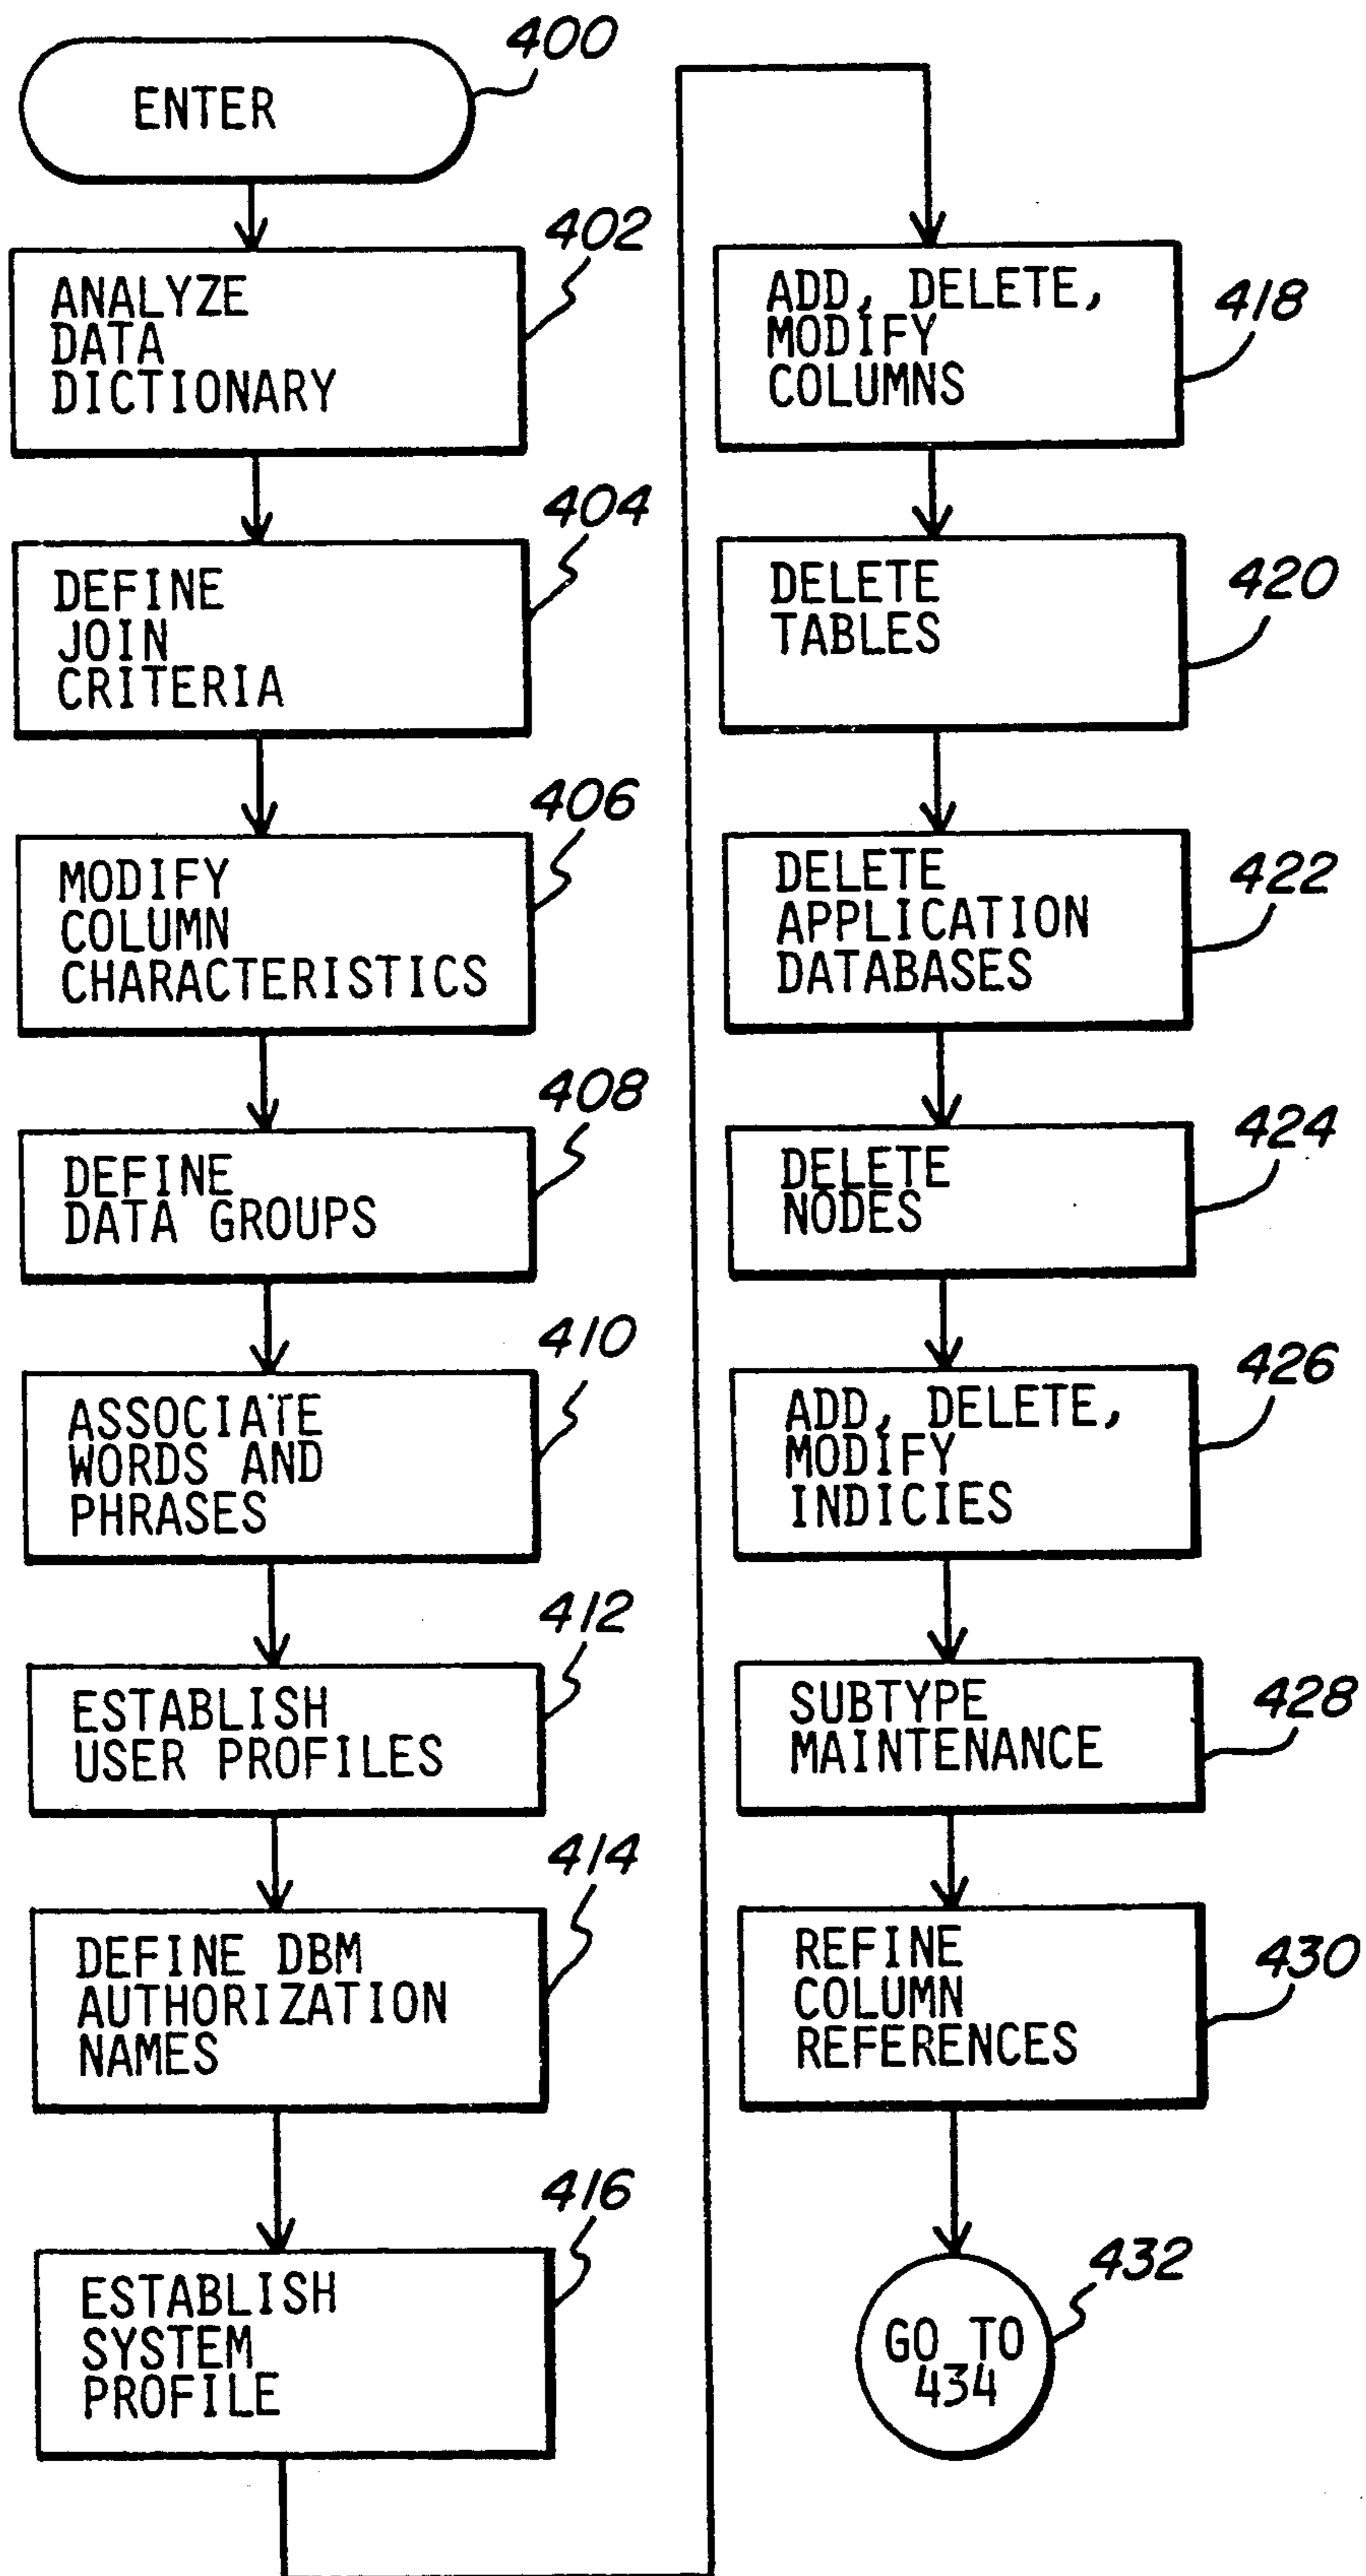 400
ENTER
402
ANALYZE
DATA
DICTIONARY
404
DEFINE
JOIN
CRITERIA
406
MODIFY
COLUMN
CHARACTERISTICS
408
DEFINE
DATA GROUPS
410
ASSOCIATE
WORDS AND
PHRASES
412
ESTABLISH
USER PROFILES
414
DEFINE DBM
AUTHORIZATION
NAMES
416
ESTABLISH
SYSTEM
PROFILE
418
ADD, DELETE,
MODIFY
COLUMNS
420
DELETE
TABLES
422
DELETE
APPLICATION
DATABASES
424
DELETE
NODES
426
ADD, DELETE,
MODIFY
INDICIES
428
SUBTYPE
MAINTENANCE
430
REFINE
COLUMN
REFERENCES
432
GO TO
434